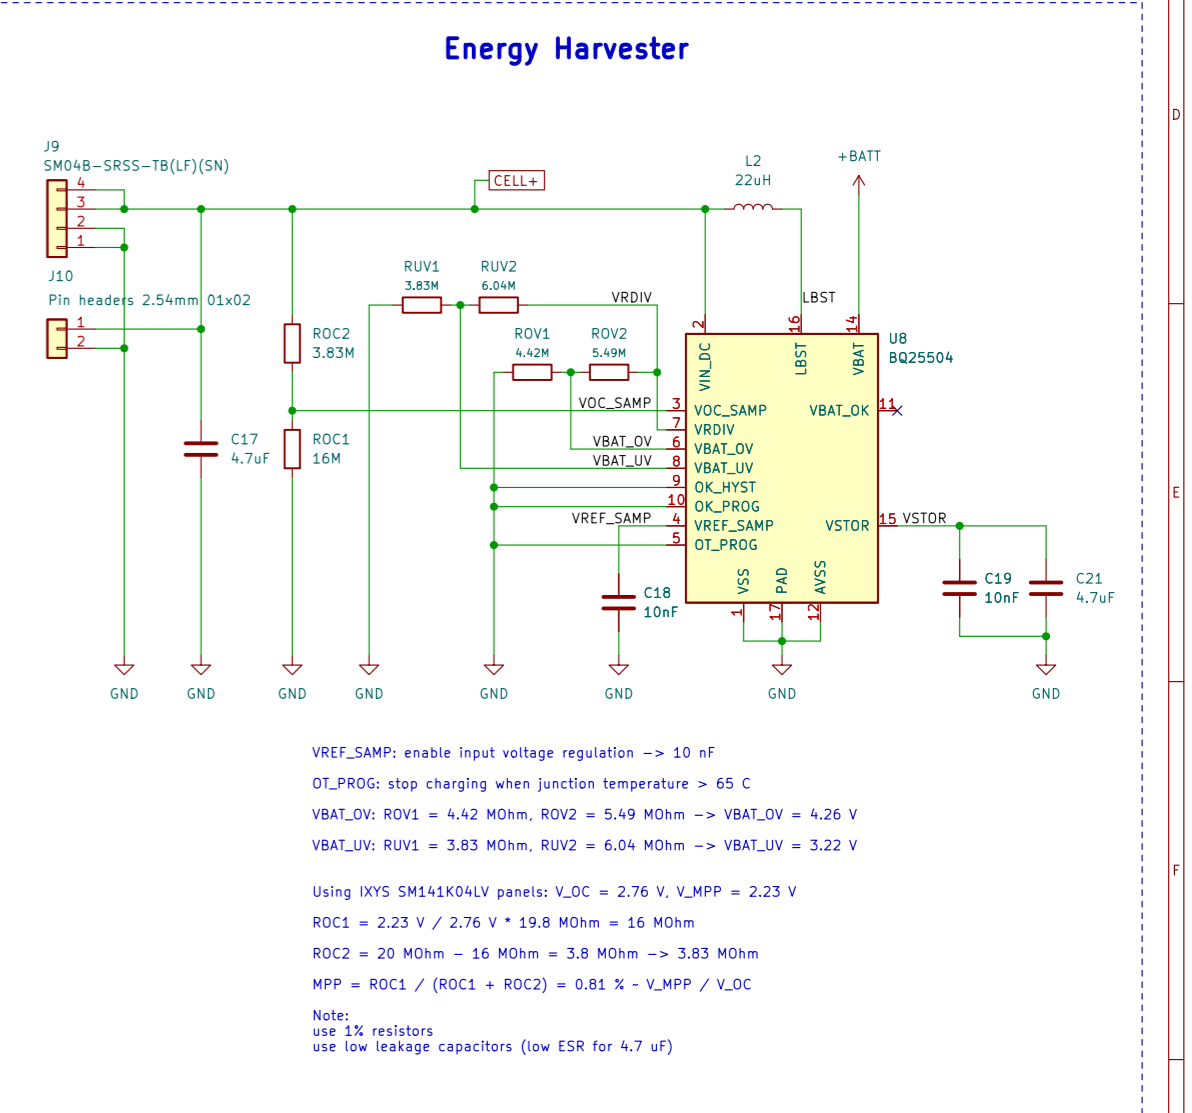 Energy Harvester
D
J9
SM04B-SRSS-TB(LF)(SN)
4
3
2
1
J10
Pin headers 2.54mm 01x02
1
2
CELL+
L2
22uH
+BATT
RUV1
3.83M
RUV2
6.04M
VRDIV
LBST
ROV1
4.42M
ROV2
5.49M
ROC2
3.83M
ROC1
16M
C17
4.7uF
VOC_SAMP
VBAT_OV
VBAT_UV
VREF_SAMP
2
16
14
VIN_DC
LBST
VBAT
U8
BQ25504
3 VOC_SAMP
7 VRDIV
6 VBAT_OV
8 VBAT_UV
9 OK_HYST
10 OK_PROG
4 VREF_SAMP
5 OT_PROG
VBAT_OK 11
VSTOR 15
VSTOR
VSS
PAD
AVSS
1
17
12
C18
10nF
C19
10nF
C21
4.7uF
E
GND
GND
GND
GND
GND
GND
GND
GND
VREF_SAMP: enable input voltage regulation -> 10 nF
OT_PROG: stop charging when junction temperature > 65 C
VBAT_OV: ROV1 = 4.42 MOhm, ROV2 = 5.49 MOhm -> VBAT_OV = 4.26 V
VBAT_UV: RUV1 = 3.83 MOhm, RUV2 = 6.04 MOhm -> VBAT_UV = 3.22 V
F
Using IXYS SM141K04LV panels: V_OC = 2.76 V, V_MPP = 2.23 V
ROC1 = 2.23 V / 2.76 V * 19.8 MOhm = 16 MOhm
ROC2 = 20 MOhm - 16 MOhm = 3.8 MOhm -> 3.83 MOhm
MPP = ROC1 / (ROC1 + ROC2) = 0.81 % ~ V_MPP / V_OC
Note:
use 1% resistors
use low leakage capacitors (low ESR for 4.7 uF)